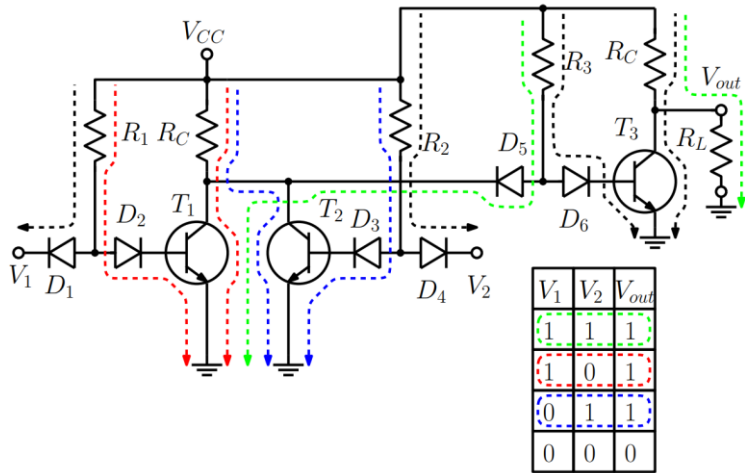 V_CC
R_1 R_C R_2 R_3 R_C V_out
T_3 R_L
D_5
D_2 T_1 T_2 D_3 D_6
V_1 D_1 D_4 V_2
V_1 V_2 V_out
1 1 1
1 0 1
0 1 1
0 0 0